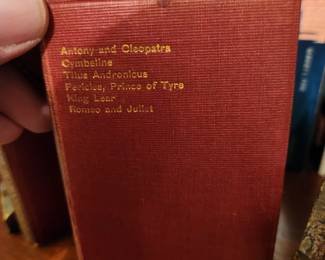 Antony and Cleopatra
Cymbeline
Titus Andronicus
Pericles, Prince of Tyre
King Lear
Romeo and Juliet